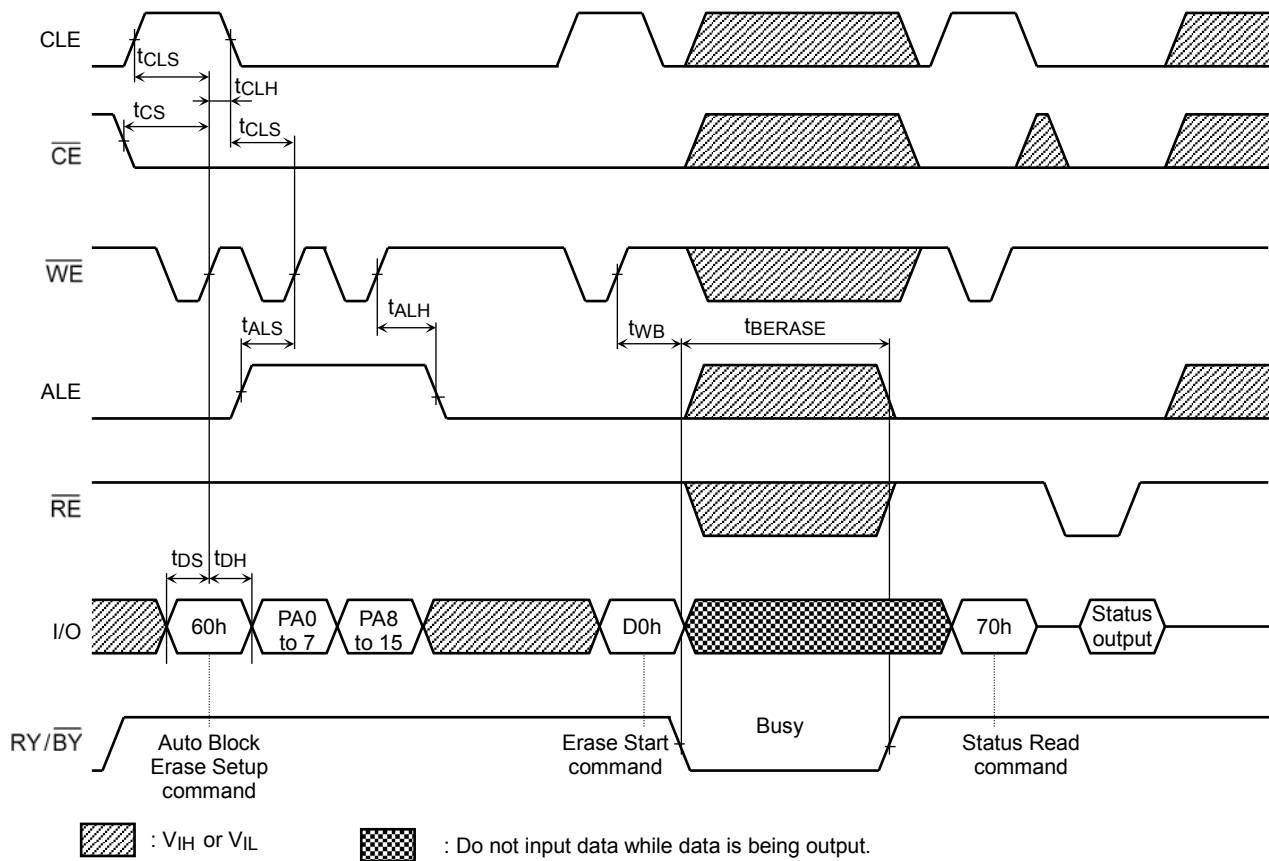 CLE
tCLS
tCLH
tCS
tCLS
CE
WE
tALS
tALH
tWB
tBERASE
ALE
RE
tDS
tDH
I/O
60h
PA0
to 7
PA8
to 15
D0h
70h
Status
output
RY/BY
Busy
Auto Block
Erase Setup
command
Erase Start
command
Status Read
command
: VIH or VIL
: Do not input data while data is being output.